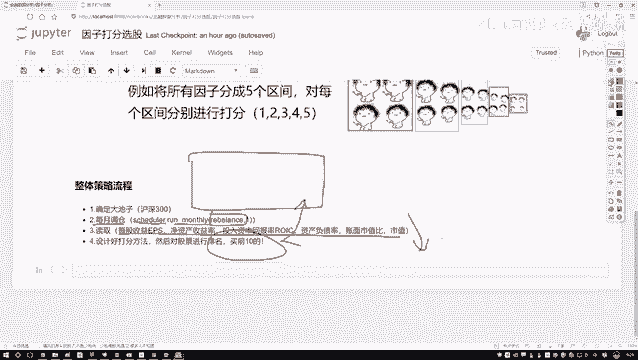 jupyter 因子打分选股 Last Checkpoint: an hour ago (autosaved)
Logout
File Edit View Insert Cell Kernel Widgets Help
Trusted
Python
Markdown
例如将所有因子分成5个区间，对每
个区间分别进行打分（1,2,3,4,5）
整体策略流程
1.确定大池子（沪深300）
2.每月调仓（scheduler.run_monthly(rebalance,1)）
3.读取（每股收益EPS，净资产收益率，投入资本回报率ROIC，资产负债率，账面市值比，市值）
4.设计好打分方法，然后对股票进行排名，买前10的！
In [ ]: